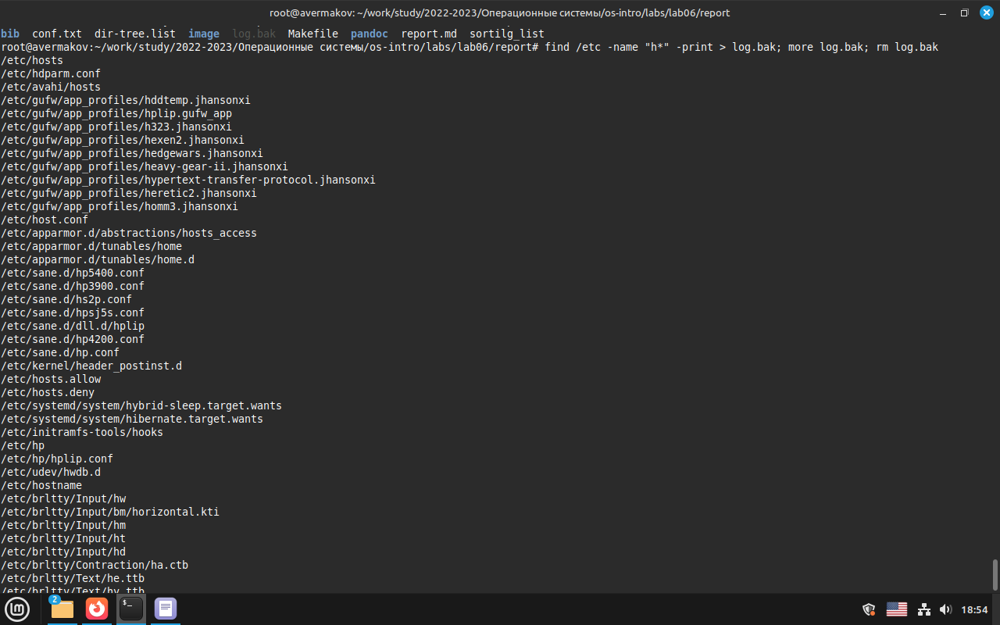 root@avermakov: ~/work/study/2022-2023/Операционные системы/os-intro/labs/lab06/report
bib conf.txt dir-tree.list image log.bak Makefile pandoc report.md sortilg_list
root@avermakov:~/work/study/2022-2023/Операционные системы/os-intro/labs/lab06/report# find /etc -name "h*" -print > log.bak; more log.bak; rm log.bak
/etc/hosts
/etc/hdparm.conf
/etc/avahi/hosts
/etc/gufw/app_profiles/hddtemp.jhansonxi
/etc/gufw/app_profiles/hplip.gufw_app
/etc/gufw/app_profiles/h323.jhansonxi
/etc/gufw/app_profiles/hexen2.jhansonxi
/etc/gufw/app_profiles/hedgewars.jhansonxi
/etc/gufw/app_profiles/heavy-gear-ii.jhansonxi
/etc/gufw/app_profiles/hypertext-transfer-protocol.jhansonxi
/etc/gufw/app_profiles/heretic2.jhansonxi
/etc/gufw/app_profiles/homm3.jhansonxi
/etc/host.conf
/etc/apparmor.d/abstractions/hosts_access
/etc/apparmor.d/tunables/home
/etc/apparmor.d/tunables/home.d
/etc/sane.d/hp5400.conf
/etc/sane.d/hp3900.conf
/etc/sane.d/hs2p.conf
/etc/sane.d/hpsj5s.conf
/etc/sane.d/dll.d/hplip
/etc/sane.d/hp4200.conf
/etc/sane.d/hp.conf
/etc/kernel/header_postinst.d
/etc/hosts.allow
/etc/hosts.deny
/etc/systemd/system/hybrid-sleep.target.wants
/etc/systemd/system/hibernate.target.wants
/etc/initramfs-tools/hooks
/etc/hp
/etc/hp/hplip.conf
/etc/udev/hwdb.d
/etc/hostname
/etc/brltty/Input/hw
/etc/brltty/Input/bm/horizontal.kti
/etc/brltty/Input/hm
/etc/brltty/Input/ht
/etc/brltty/Input/hd
/etc/brltty/Contraction/ha.ctb
/etc/brltty/Text/he.ttb
/etc/brltty/Text/hy.ttb
2
$_
18:54